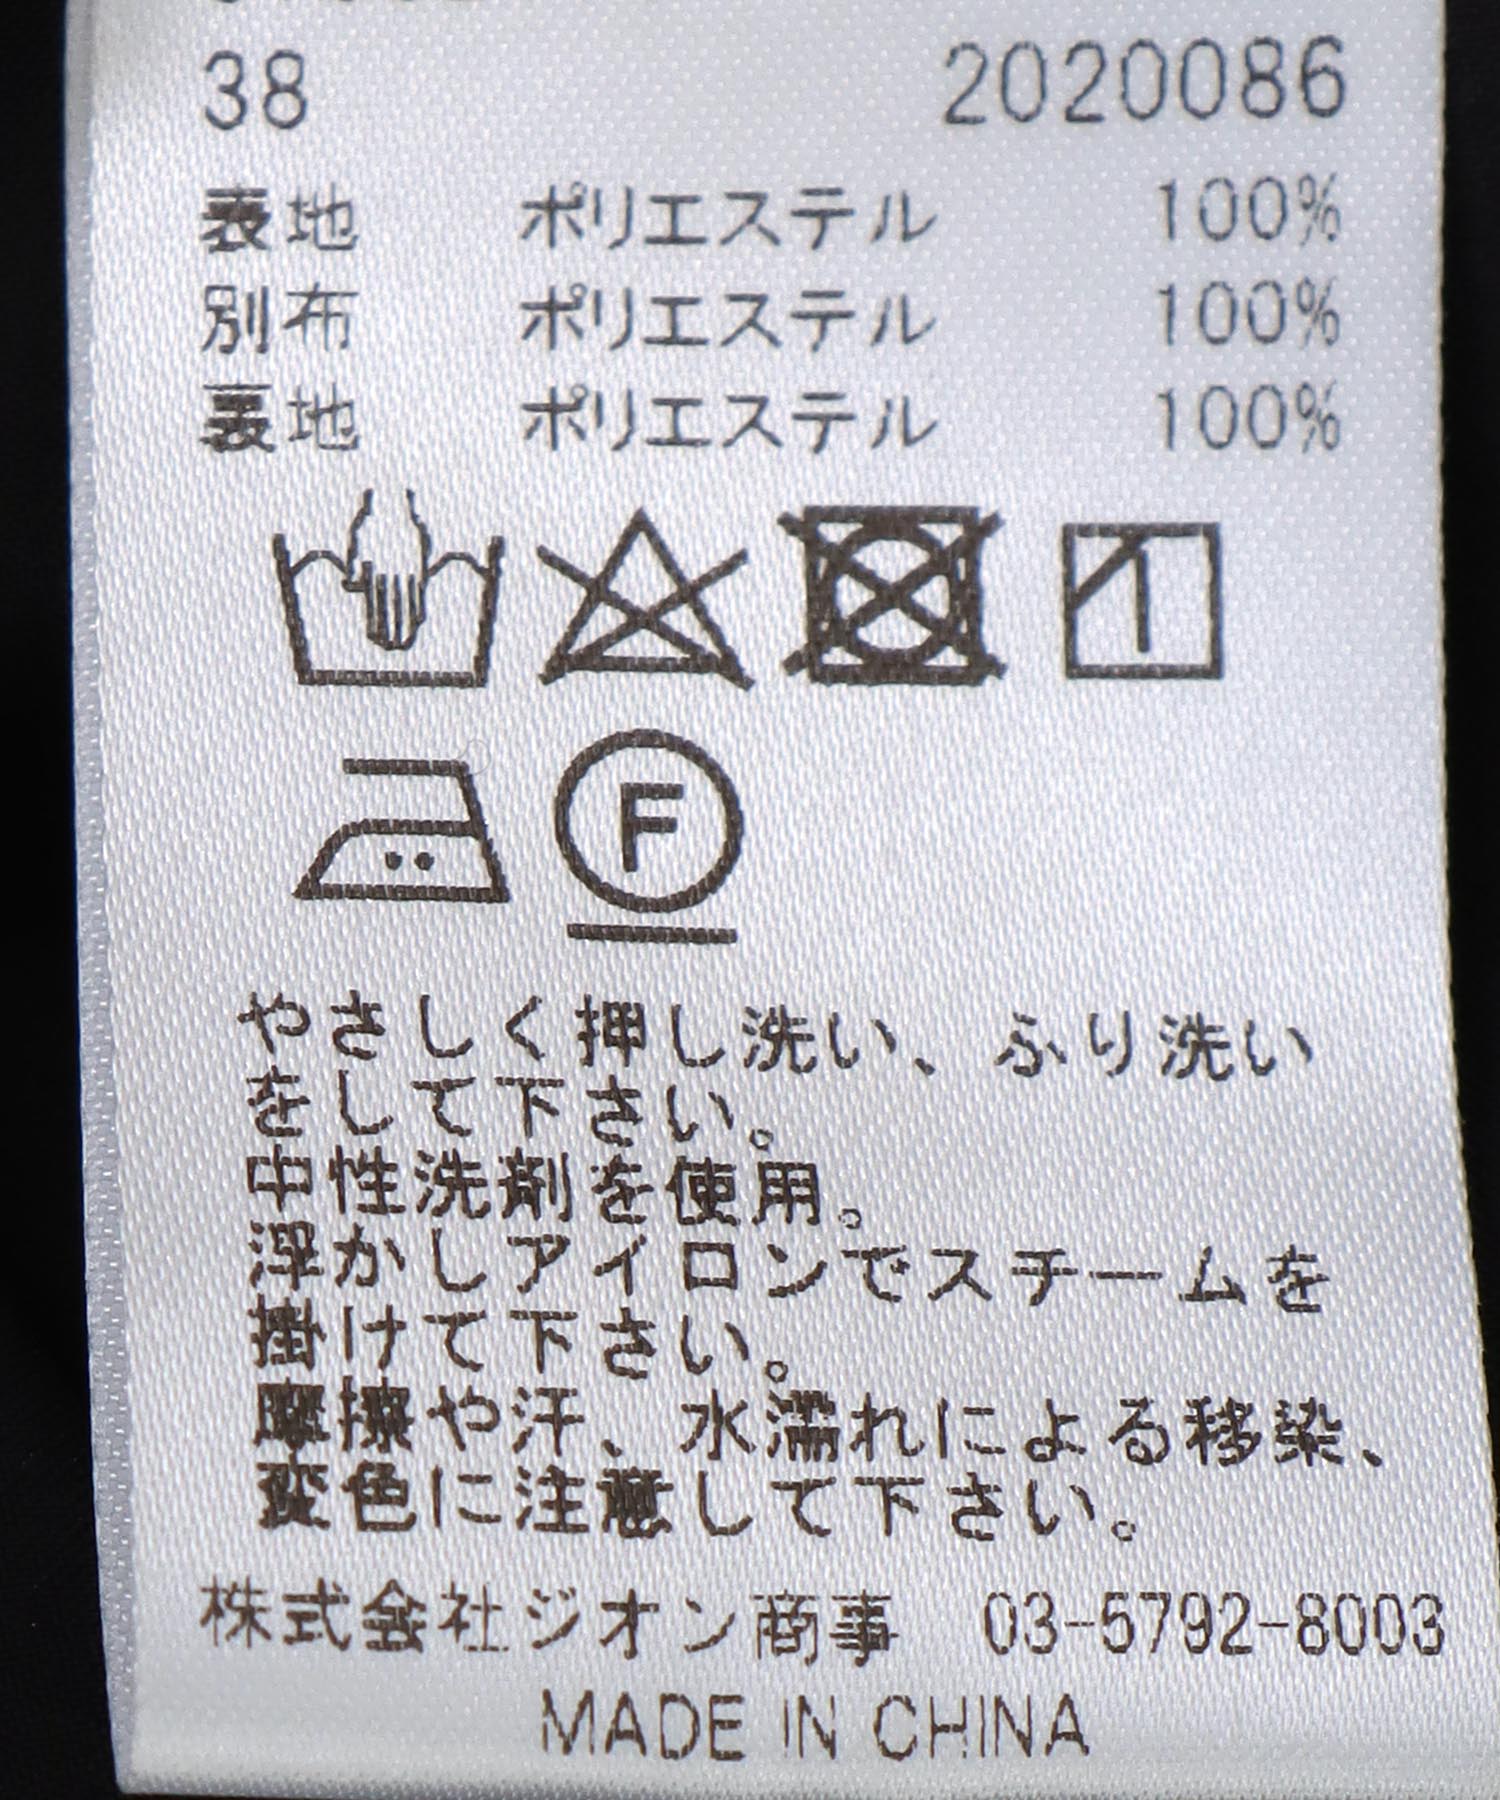 38 2020086
表地 ポリエステル 100%
別布 ポリエステル 100%
裏地 ポリエステル 100%
F
やさしく押し洗い、ふり洗い
をして下さい。
中性洗剤を使用。
浮かしアイロンでスチームを
掛けて下さい。
摩擦や汗、水濡れによる移染、
変色に注意して下さい。
株式会社ジオン商事 03-5792-8003
MADE IN CHINA